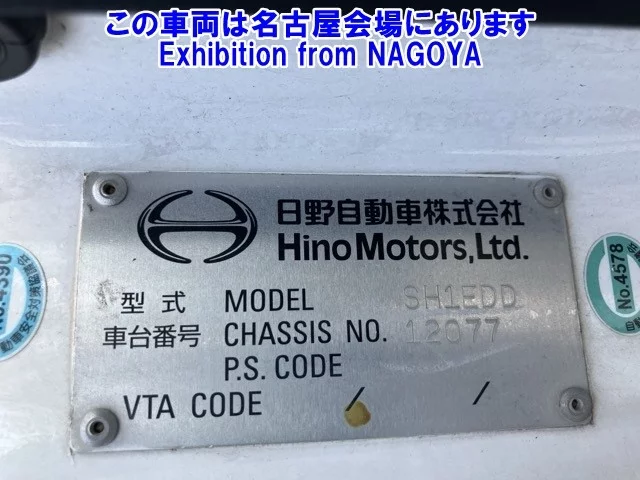 この車両は名古屋会場にあります
Exhibition from NAGOYA
日野自動車株式会社
Hino Motors, Ltd.
型式 MODEL SH1EDD
車台番号 CHASSIS NO. 12077
P.S. CODE
VTA CODE / /
No.4390
No.4578